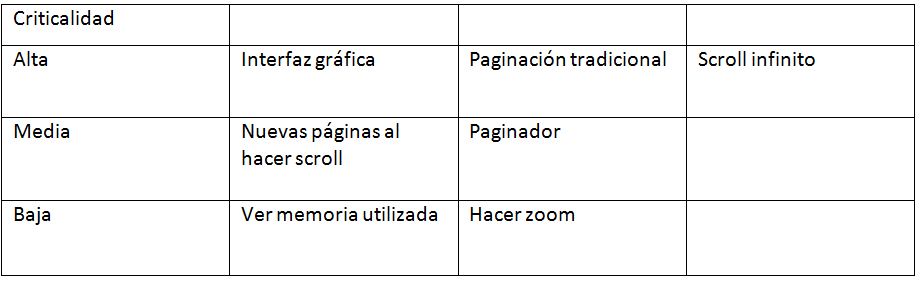 Criticalidad
Alta Interfaz gráfica Paginación tradicional Scroll infinito
Media Nuevas páginas al Paginador
hacer scroll
Baja Ver memoria utilizada Hacer zoom